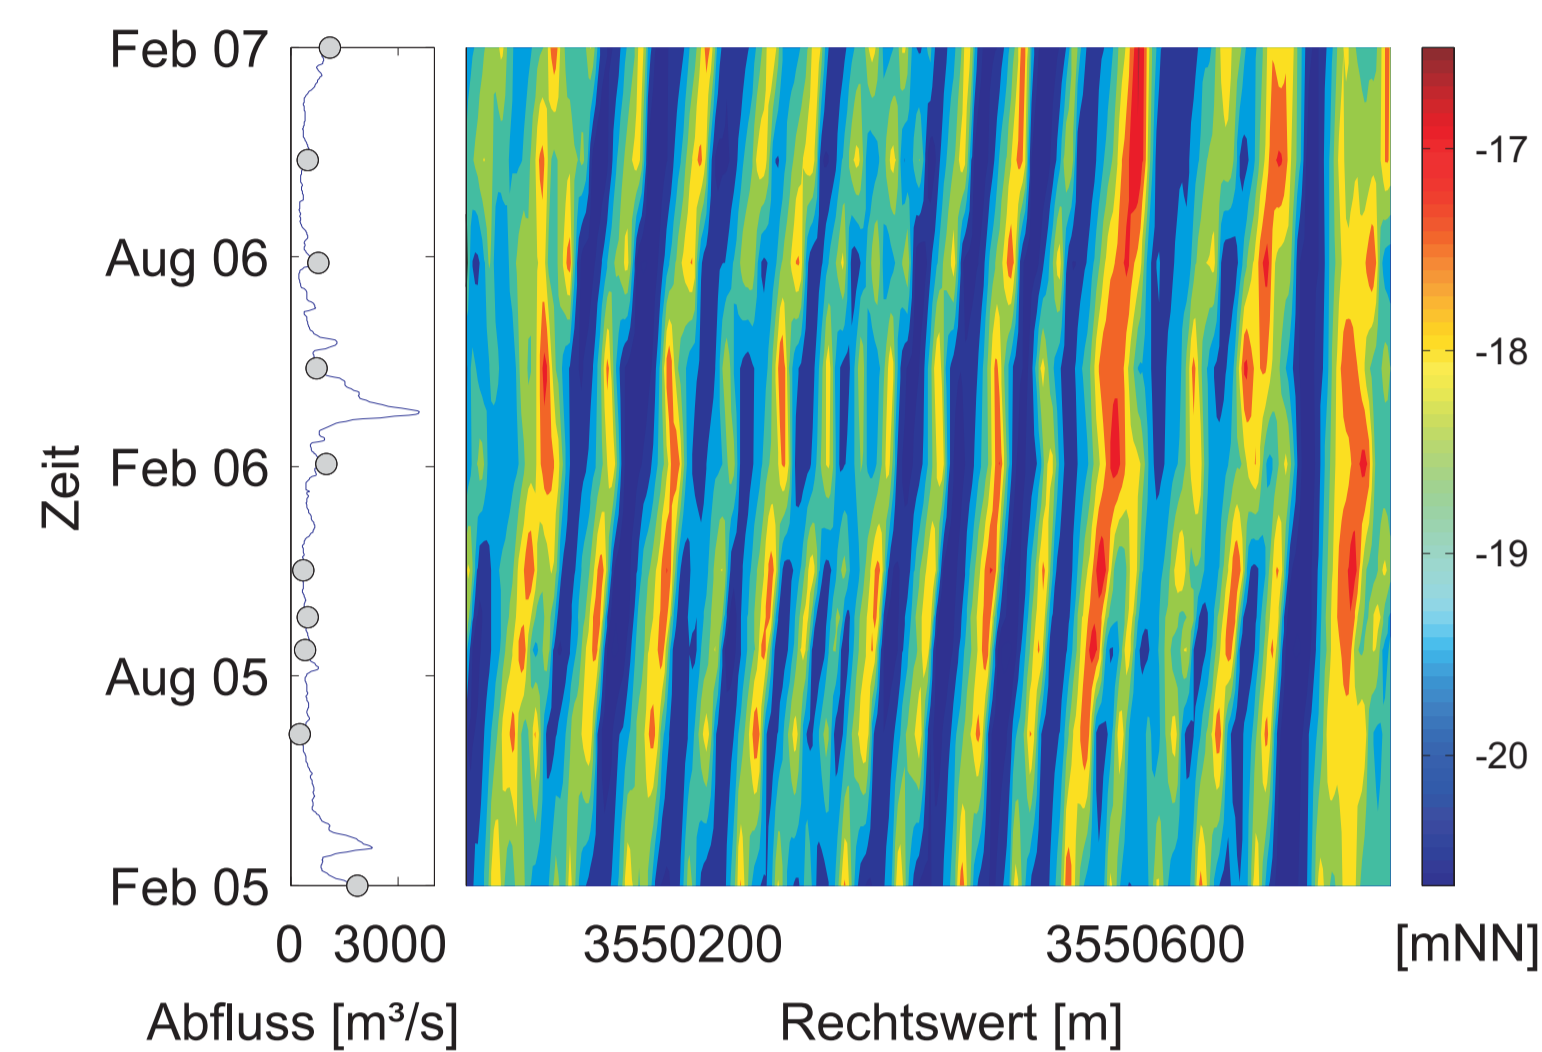 Feb 07
Aug 06
Feb 06
Aug 05
Feb 05
Zeit
0 3000
Abfluss [m³/s]
3550200 3550600
Rechtswert [m]
-17
-18
-19
-20
[mNN]